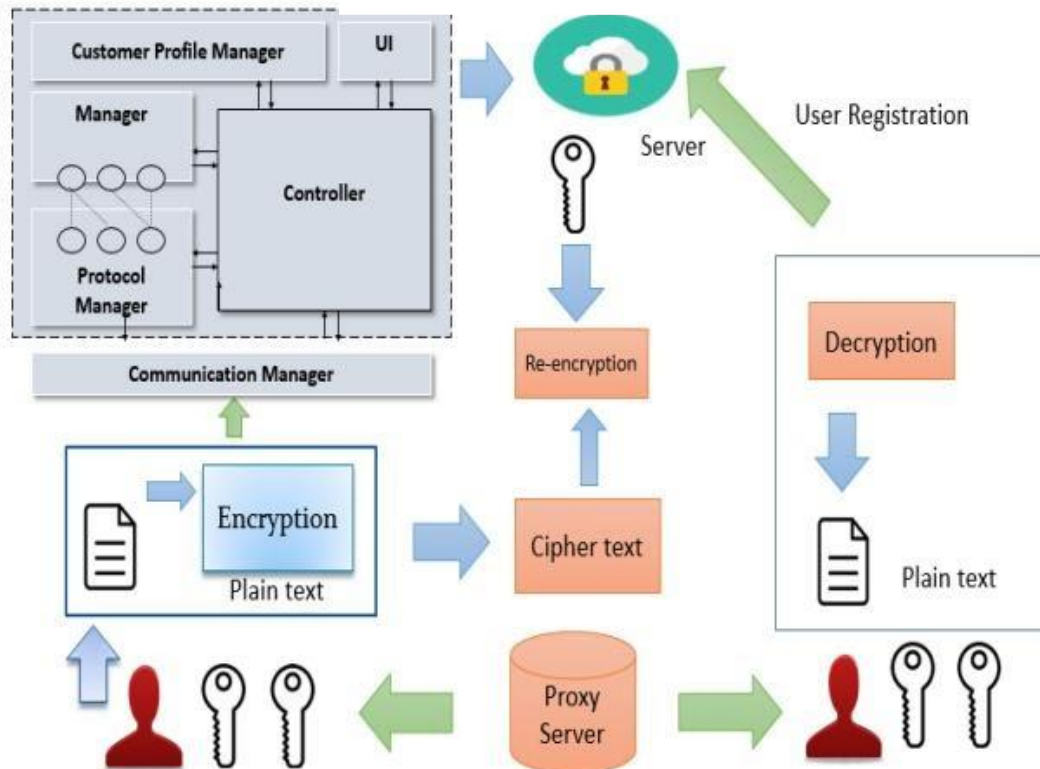 Customer Profile Manager
UI
Manager
Controller
Protocol
Manager
Communication Manager
Server
User Registration
Re-encryption
Decryption
Encryption
Plain text
Cipher text
Plain text
Proxy
Server